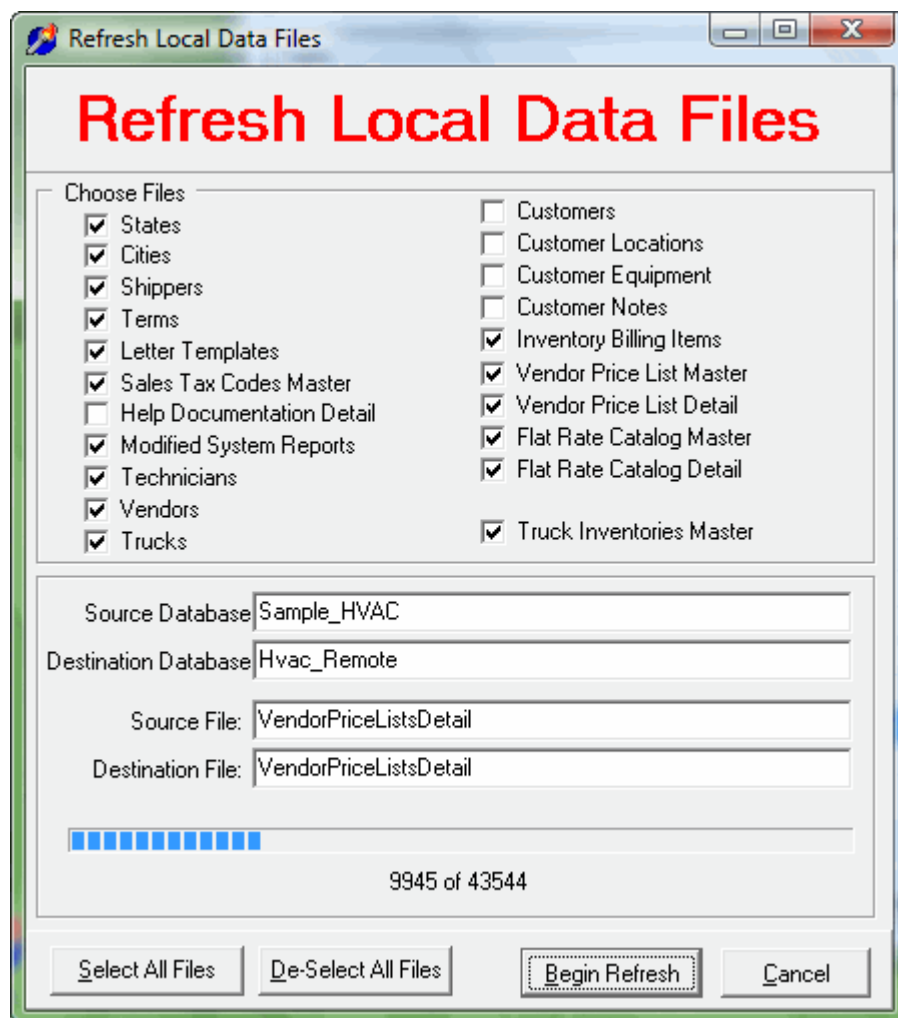 Refresh Local Data Files
Refresh Local Data Files
Choose Files
States
Cities
Shippers
Terms
Letter Templates
Sales Tax Codes Master
Help Documentation Detail
Modified System Reports
Technicians
Vendors
Trucks
Customers
Customer Locations
Customer Equipment
Customer Notes
Inventory Billing Items
Vendor Price List Master
Vendor Price List Detail
Flat Rate Catalog Master
Flat Rate Catalog Detail
Truck Inventories Master
Source Database Sample_HVAC
Destination Database Hvac_Remote
Source File: VendorPriceListsDetail
Destination File: VendorPriceListsDetail
9945 of 43544
Select All Files De-Select All Files Begin Refresh Cancel